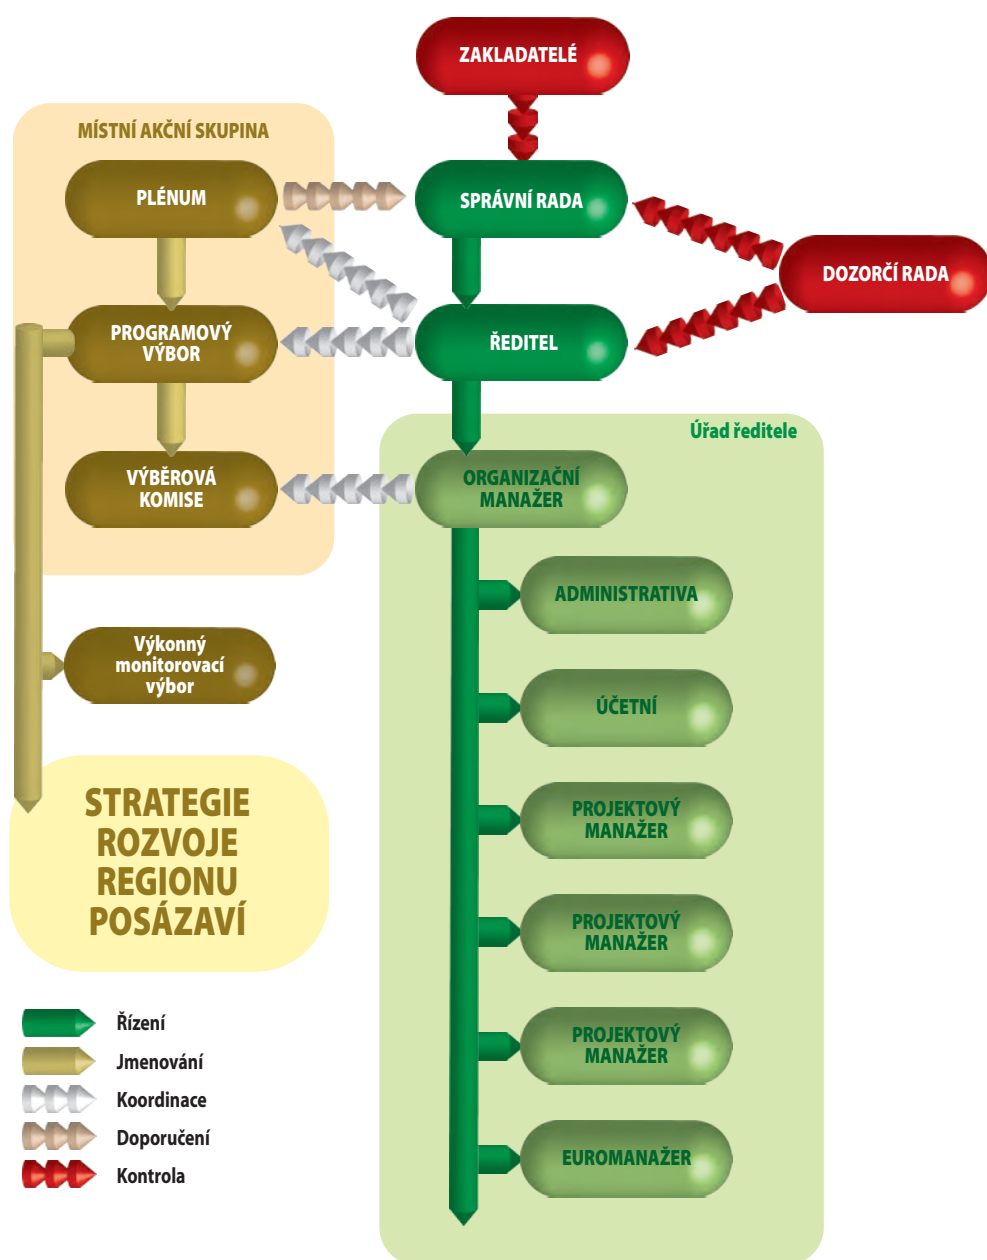 ZAKLADATELÉ
MÍSTNÍ AKČNÍ SKUPINA
PLÉNUM
SPRÁVNÍ RADA
DOZORČÍ RADA
PROGRAMOVÝ
VÝBOR
ŘEDITEL
Úřad ředitele
VÝBĚROVÁ
KOMISE
ORGANIZAČNÍ
MANAŽER
ADMINISTRATIVA
Výkonný
monitorovací
výbor
ÚČETNÍ
STRATEGIE
ROZVOJE
REGIONU
POSÁZAVÍ
PROJEKTOVÝ
MANAŽER
PROJEKTOVÝ
MANAŽER
PROJEKTOVÝ
MANAŽER
EUROMANAŽER
Řízení
Jmenování
Koordinace
Doporučení
Kontrola